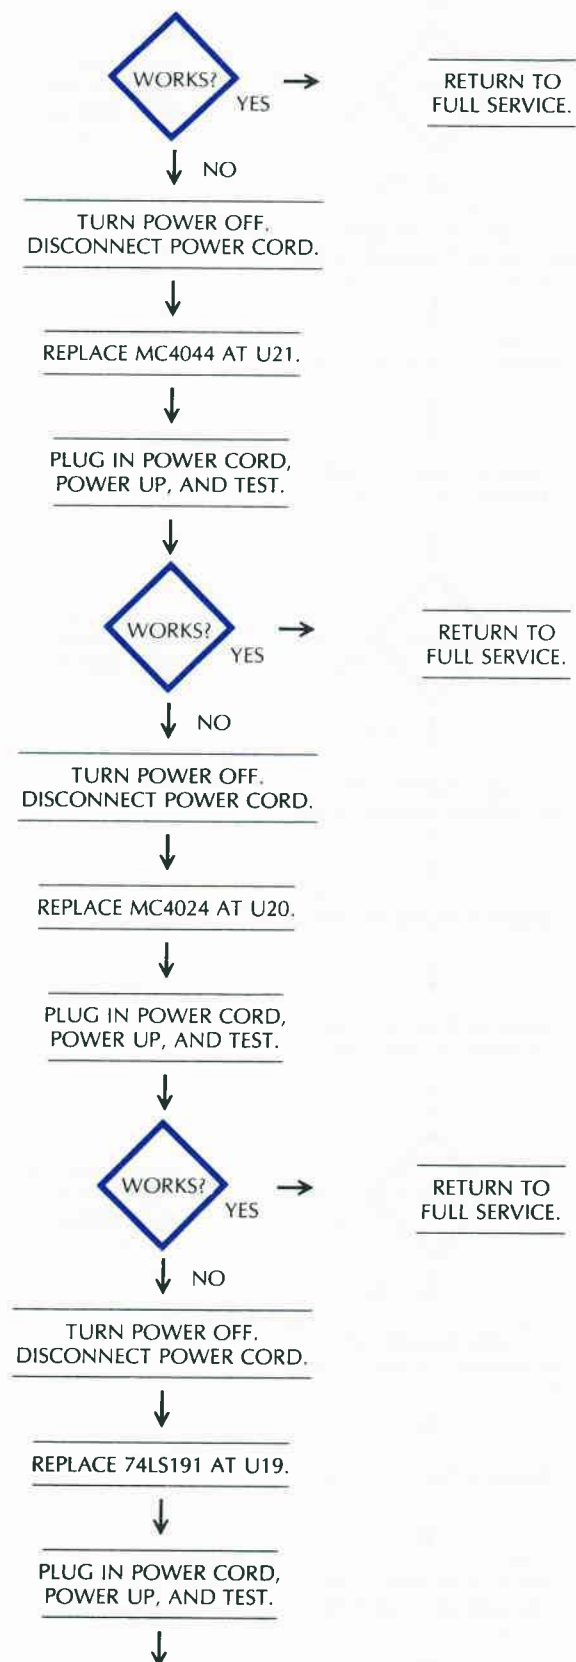 WORKS?
YES
RETURN TO
FULL SERVICE.
NO
TURN POWER OFF.
DISCONNECT POWER CORD.
REPLACE MC4044 AT U21.
PLUG IN POWER CORD,
POWER UP, AND TEST.
WORKS?
YES
RETURN TO
FULL SERVICE.
NO
TURN POWER OFF.
DISCONNECT POWER CORD.
REPLACE MC4024 AT U20.
PLUG IN POWER CORD,
POWER UP, AND TEST.
WORKS?
YES
RETURN TO
FULL SERVICE.
NO
TURN POWER OFF.
DISCONNECT POWER CORD.
REPLACE 74LS191 AT U19.
PLUG IN POWER CORD,
POWER UP, AND TEST.